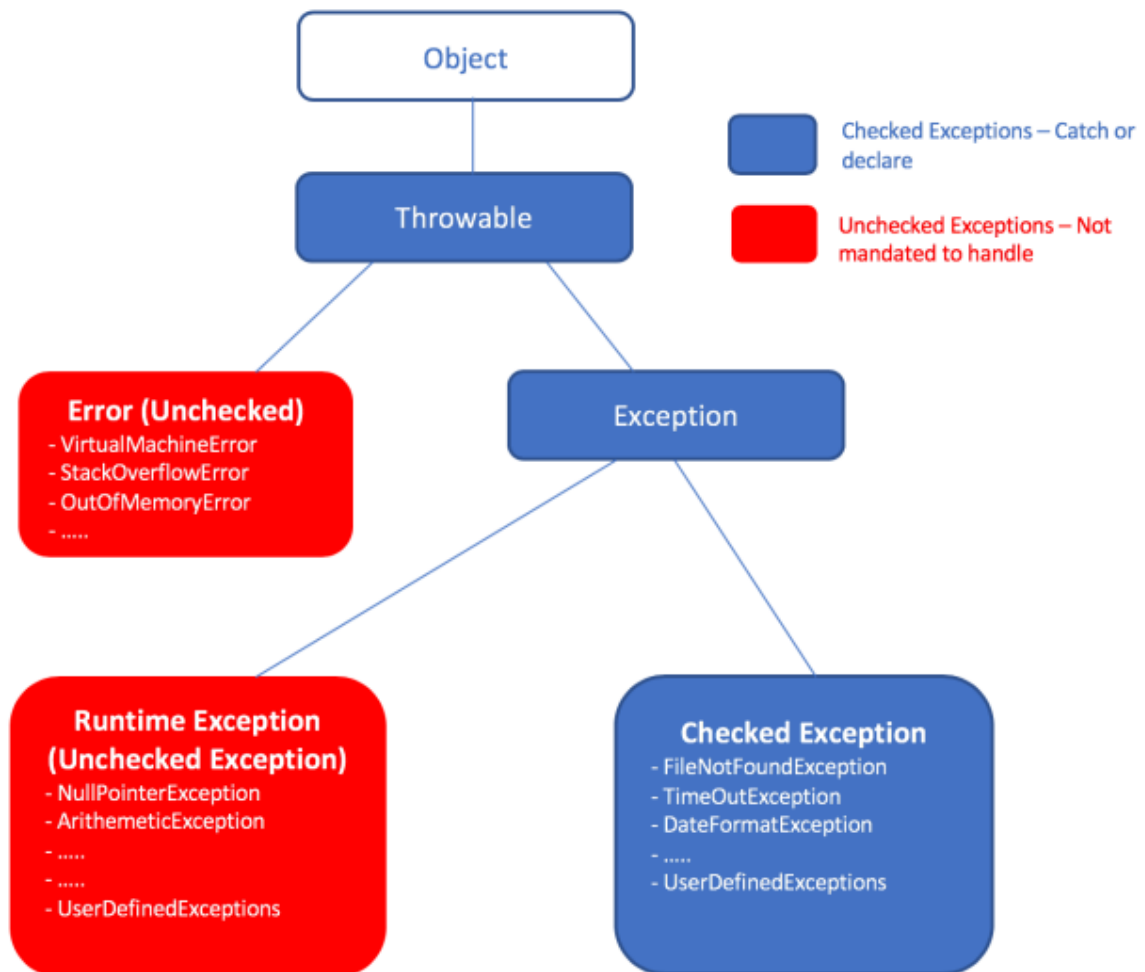 Object
Checked Exceptions – Catch or
declare
Throwable
Unchecked Exceptions – Not
mandated to handle
Error (Unchecked)
- VirtualMachineError
- StackOverflowError
- OutOfMemoryError
- .....
Exception
Runtime Exception
(Unchecked Exception)
- NullPointerException
- ArithemeticException
- .....
- .....
- UserDefinedExceptions
Checked Exception
- FileNotFoundException
- TimeOutException
- DateFormatException
- .....
- UserDefinedExceptions